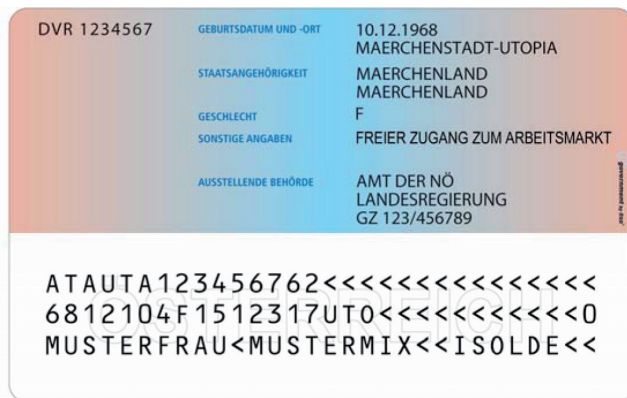 DVR 1234567
GEBURTSDATUM UND -ORT 10.12.1968
MAERCHENSTADT-UTOPIA
STAATSANGEHÖRIGKEIT MAERCHENLAND
MAERCHENLAND
GESCHLECHT F
SONSTIGE ANGABEN FREIER ZUGANG ZUM ARBEITSMARKT
AUSSTELLENDE BEHÖRDE AMT DER NÖ
LANDESREGIERUNG
GZ 123/456789
ÖSTERREICH
ATAUTA123456762<<<<<<<<<<<<<<<
6812104F1512317UTO<<<<<<<<<<<0
MUSTERFRAU<MUSTERMIX<<ISOLDE<<